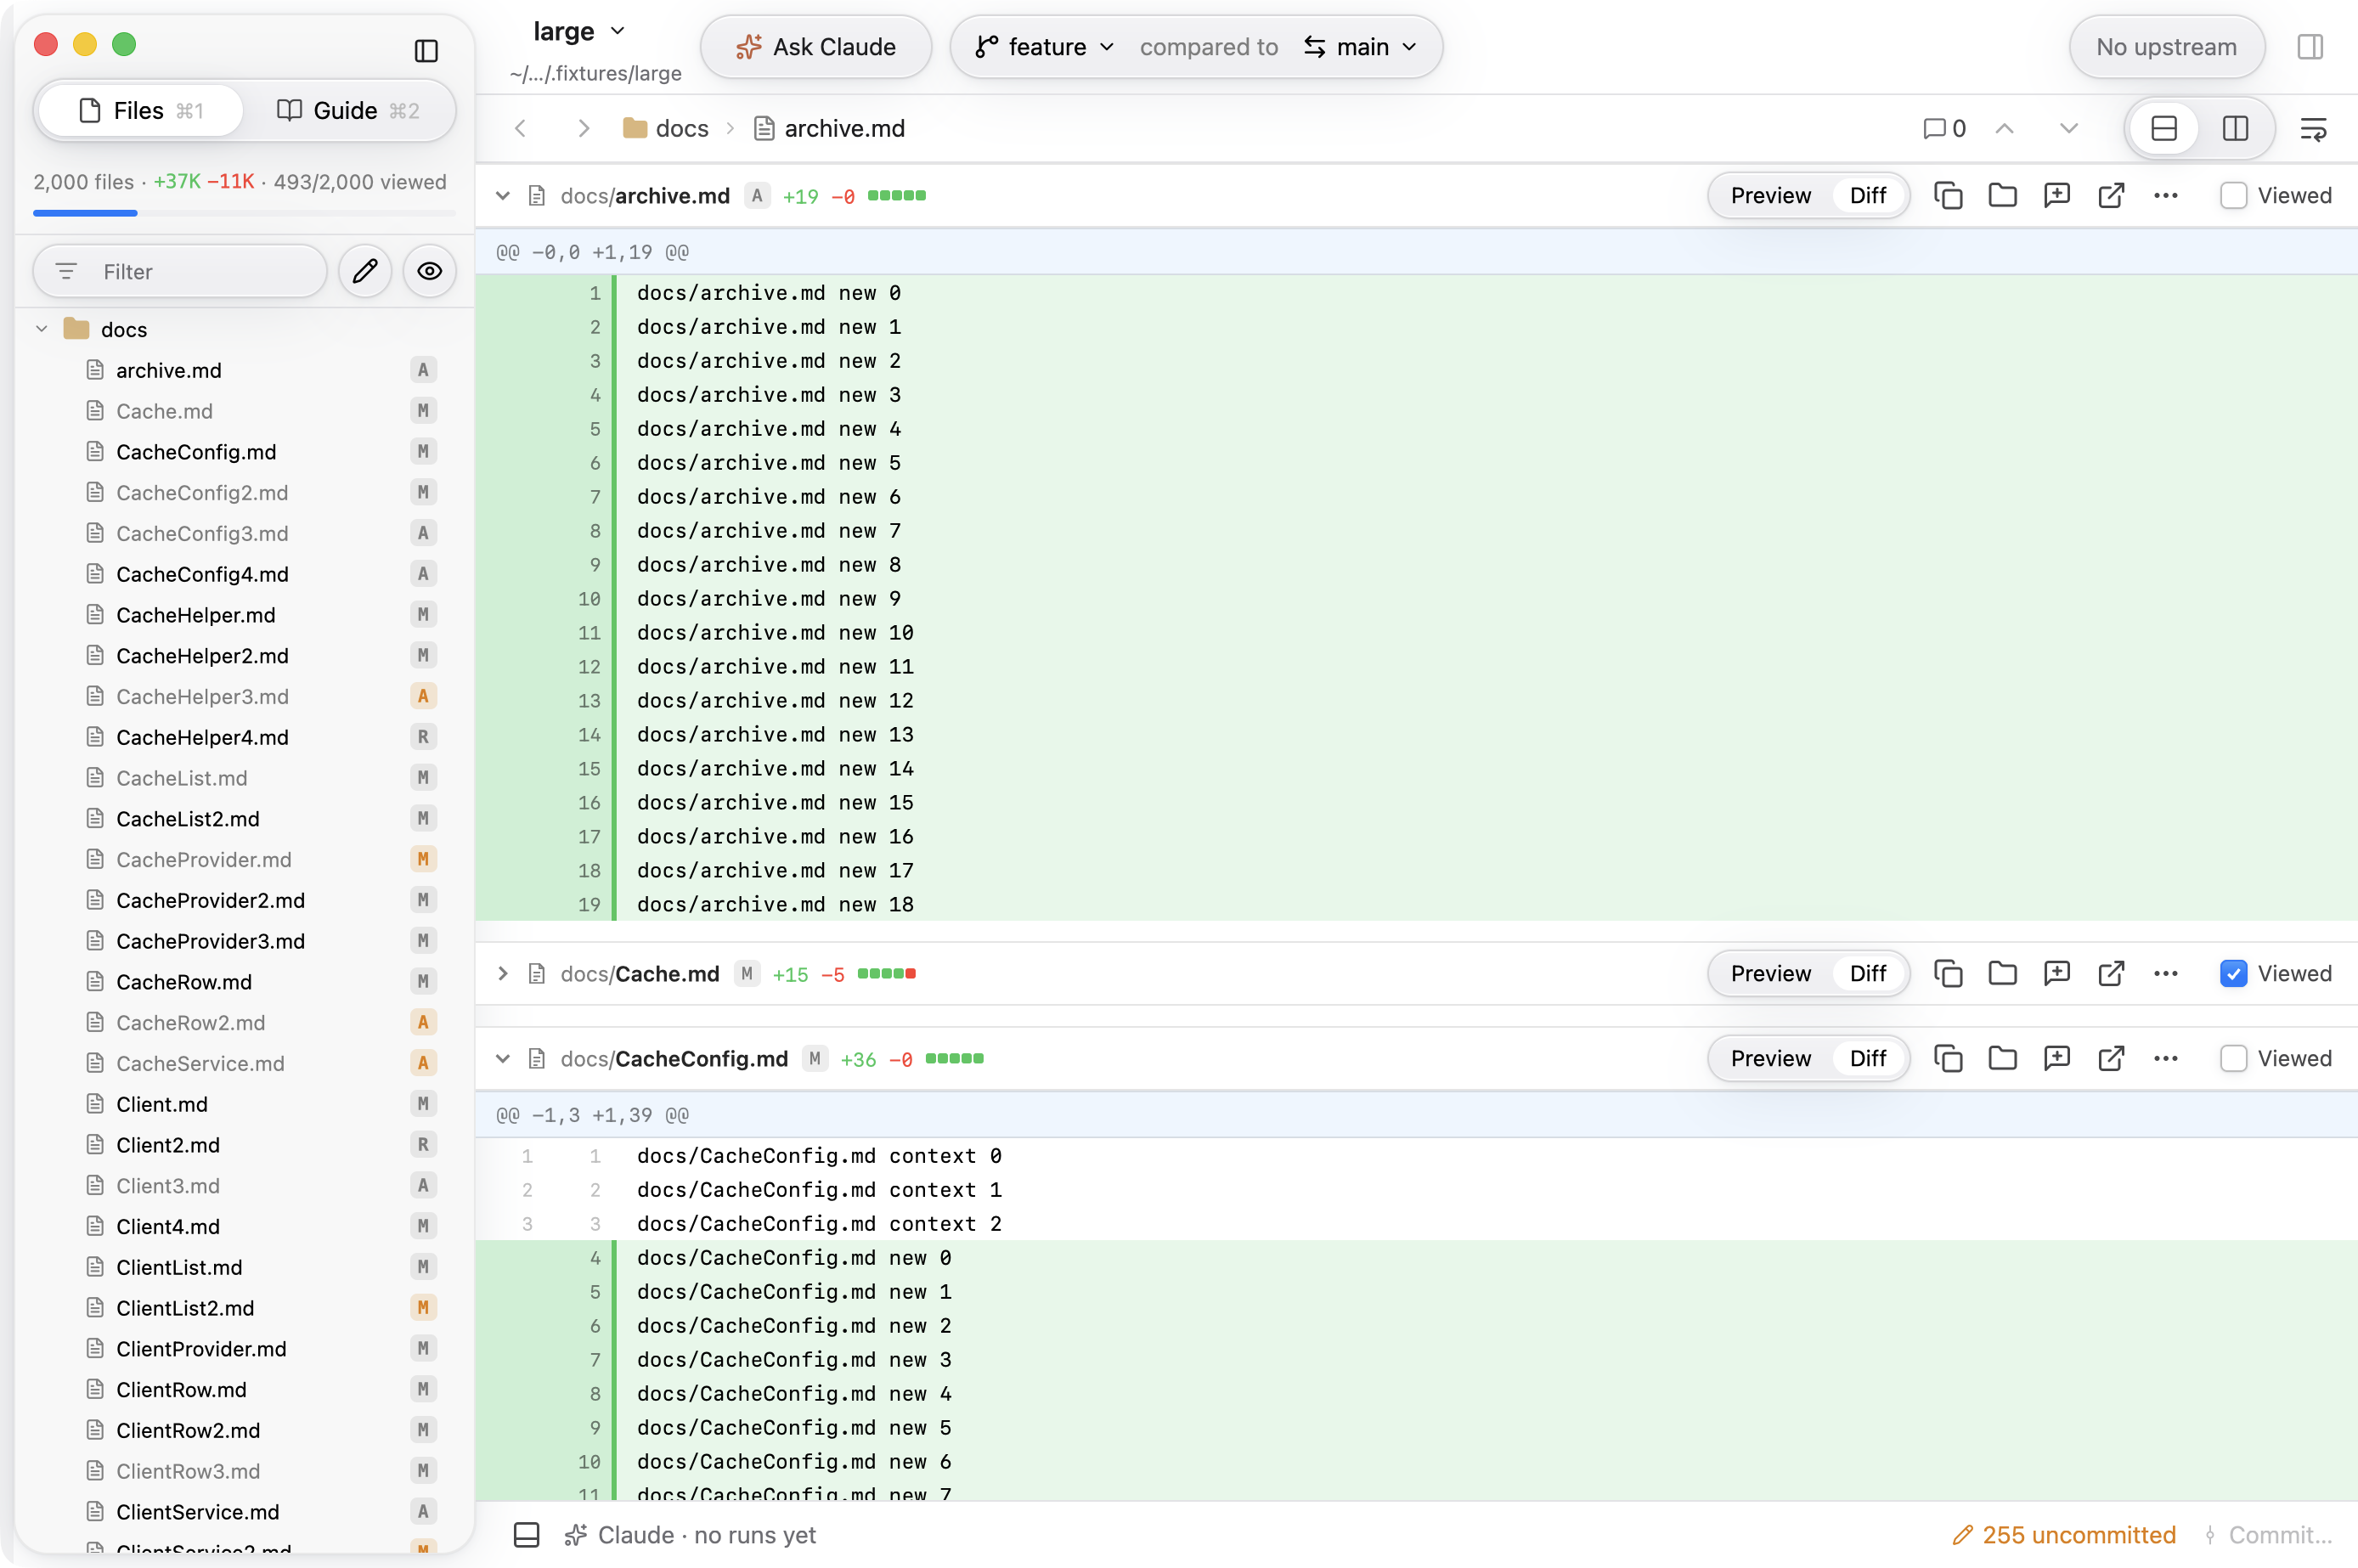 large
~/.../.fixtures/large
Ask Claude
feature compared to main
No upstream
Files ⌘1
Guide ⌘2
2,000 files · +37K −11K · 493/2,000 viewed
Filter
docs
archive.md A
Cache.md M
CacheConfig.md M
CacheConfig2.md M
CacheConfig3.md A
CacheConfig4.md A
CacheHelper.md M
CacheHelper2.md M
CacheHelper3.md A
CacheHelper4.md R
CacheList.md M
CacheList2.md M
CacheProvider.md M
CacheProvider2.md M
CacheProvider3.md M
CacheRow.md M
CacheRow2.md A
CacheService.md A
Client.md M
Client2.md R
Client3.md A
Client4.md M
ClientList.md M
ClientList2.md M
ClientProvider.md M
ClientRow.md M
ClientRow2.md M
ClientRow3.md M
ClientService.md A
ClientService2.md M
docs › archive.md
0
docs/archive.md A +19 −0
Preview Diff
Viewed
@@ −0,0 +1,19 @@
1 docs/archive.md new 0
2 docs/archive.md new 1
3 docs/archive.md new 2
4 docs/archive.md new 3
5 docs/archive.md new 4
6 docs/archive.md new 5
7 docs/archive.md new 6
8 docs/archive.md new 7
9 docs/archive.md new 8
10 docs/archive.md new 9
11 docs/archive.md new 10
12 docs/archive.md new 11
13 docs/archive.md new 12
14 docs/archive.md new 13
15 docs/archive.md new 14
16 docs/archive.md new 15
17 docs/archive.md new 16
18 docs/archive.md new 17
19 docs/archive.md new 18
docs/Cache.md M +15 −5
Preview Diff
Viewed
docs/CacheConfig.md M +36 −0
Preview Diff
Viewed
@@ −1,3 +1,39 @@
1 1 docs/CacheConfig.md context 0
2 2 docs/CacheConfig.md context 1
3 3 docs/CacheConfig.md context 2
4 docs/CacheConfig.md new 0
5 docs/CacheConfig.md new 1
6 docs/CacheConfig.md new 2
7 docs/CacheConfig.md new 3
8 docs/CacheConfig.md new 4
9 docs/CacheConfig.md new 5
10 docs/CacheConfig.md new 6
11 docs/CacheConfig.md new 7
Claude · no runs yet
255 uncommitted
Commit...